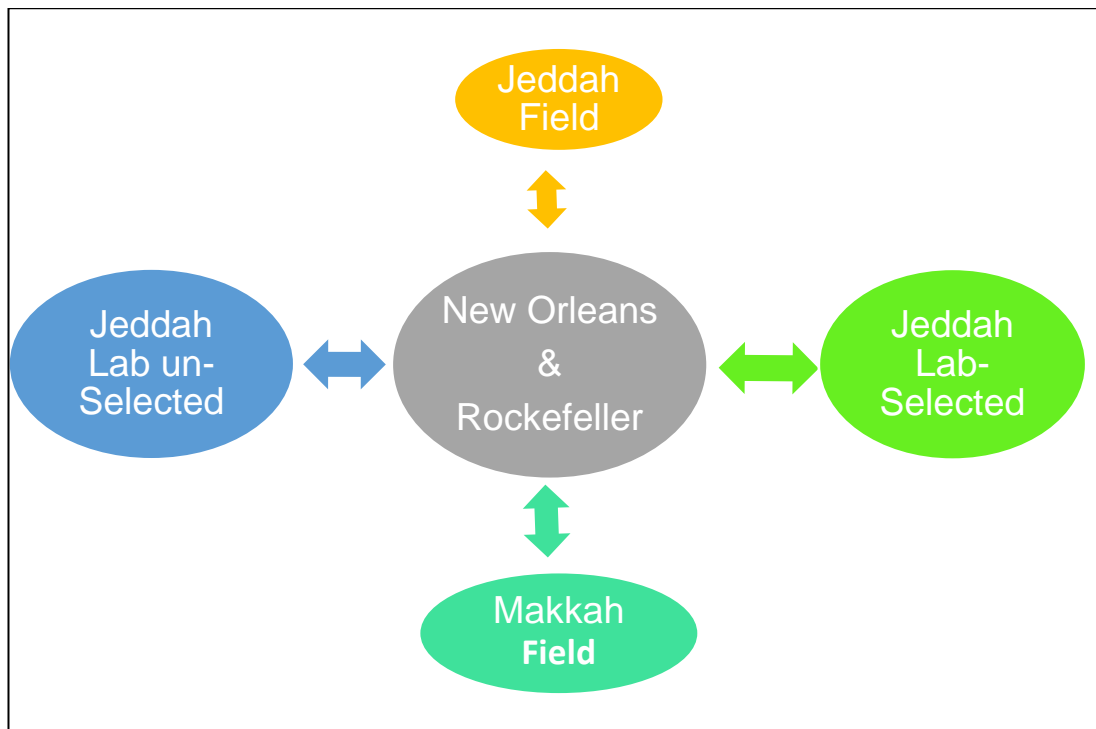 Jeddah
Field
Jeddah
Lab un-
Selected
New Orleans
&
Rockefeller
Jeddah
Lab-
Selected
Makkah
Field